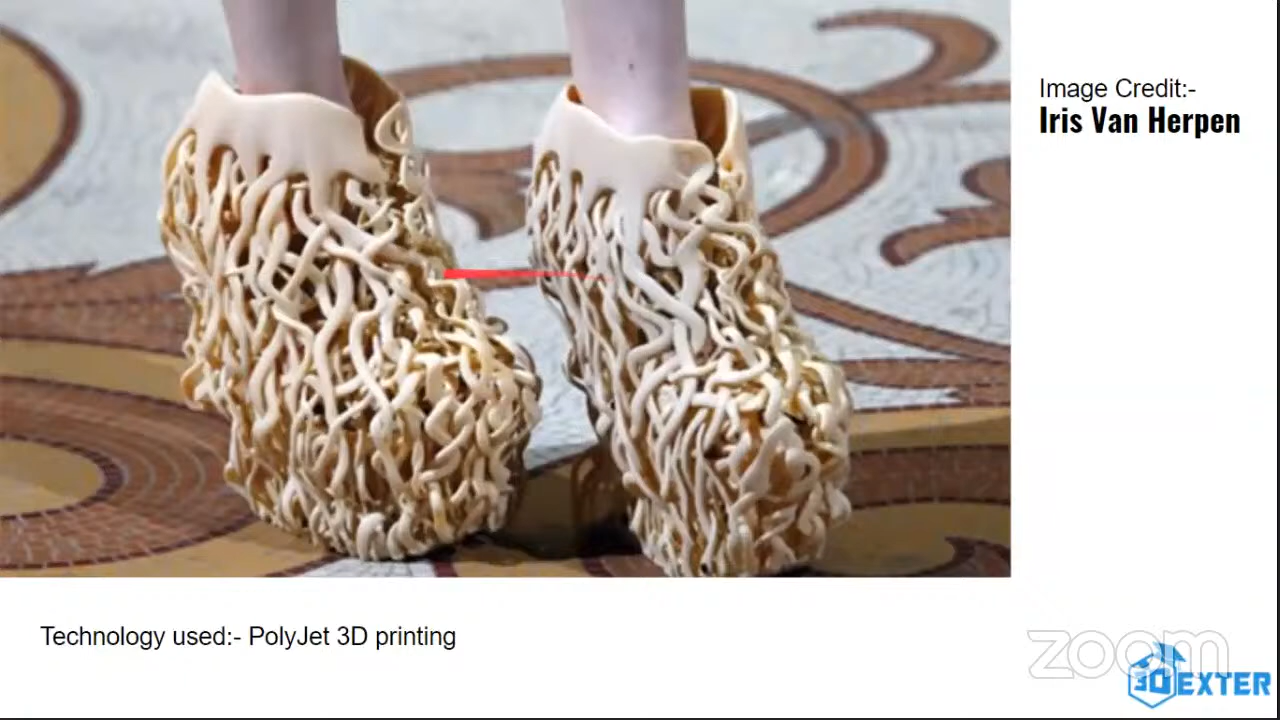 Image Credit:-
Iris Van Herpen
Technology used:- PolyJet 3D printing
zoom
3DEXTER